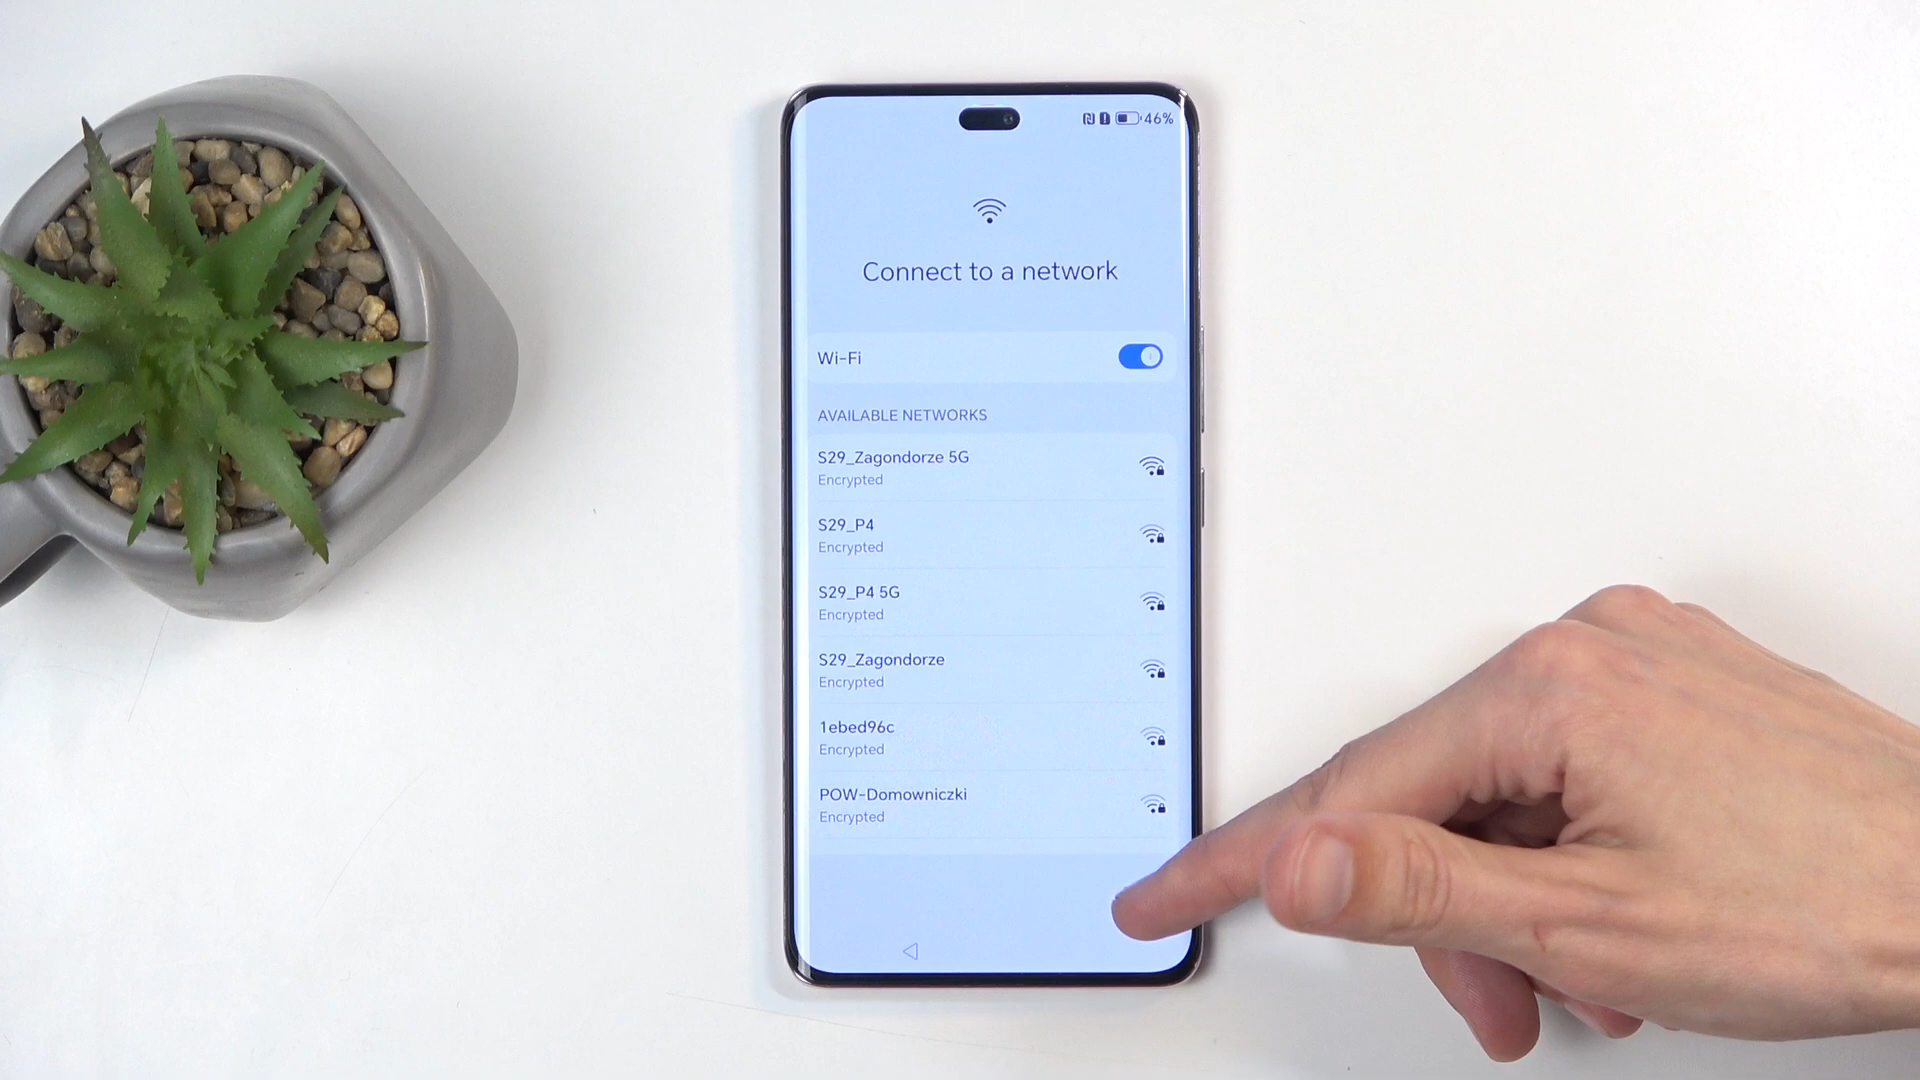 46%
Connect to a network
Wi-Fi
AVAILABLE NETWORKS
S29_Zagondorze 5G
Encrypted
S29_P4
Encrypted
S29_P4 5G
Encrypted
S29_Zagondorze
Encrypted
1ebed96c
Encrypted
POW-Domowniczki
Encrypted